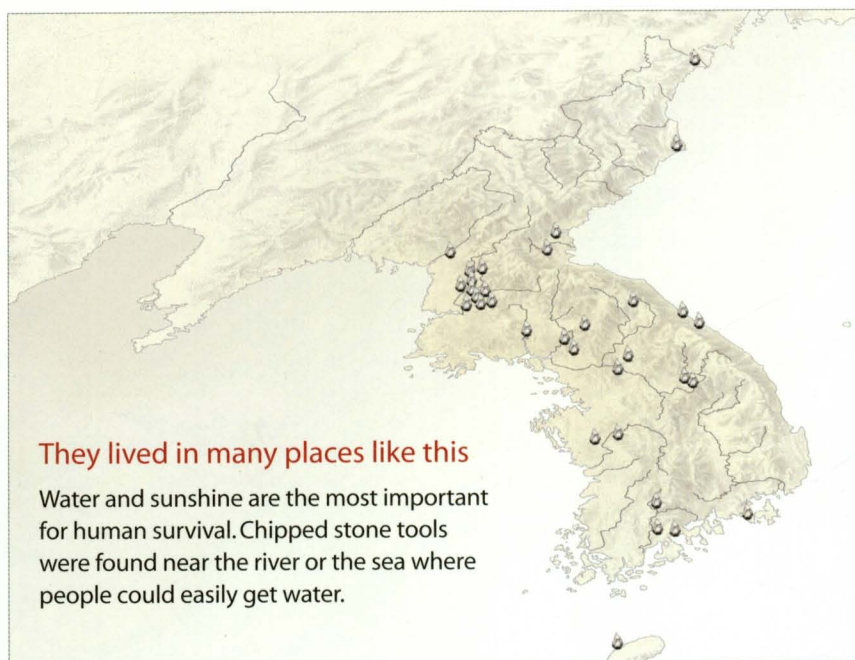 They lived in many places like this
Water and sunshine are the most important
for human survival. Chipped stone tools
were found near the river or the sea where
people could easily get water.